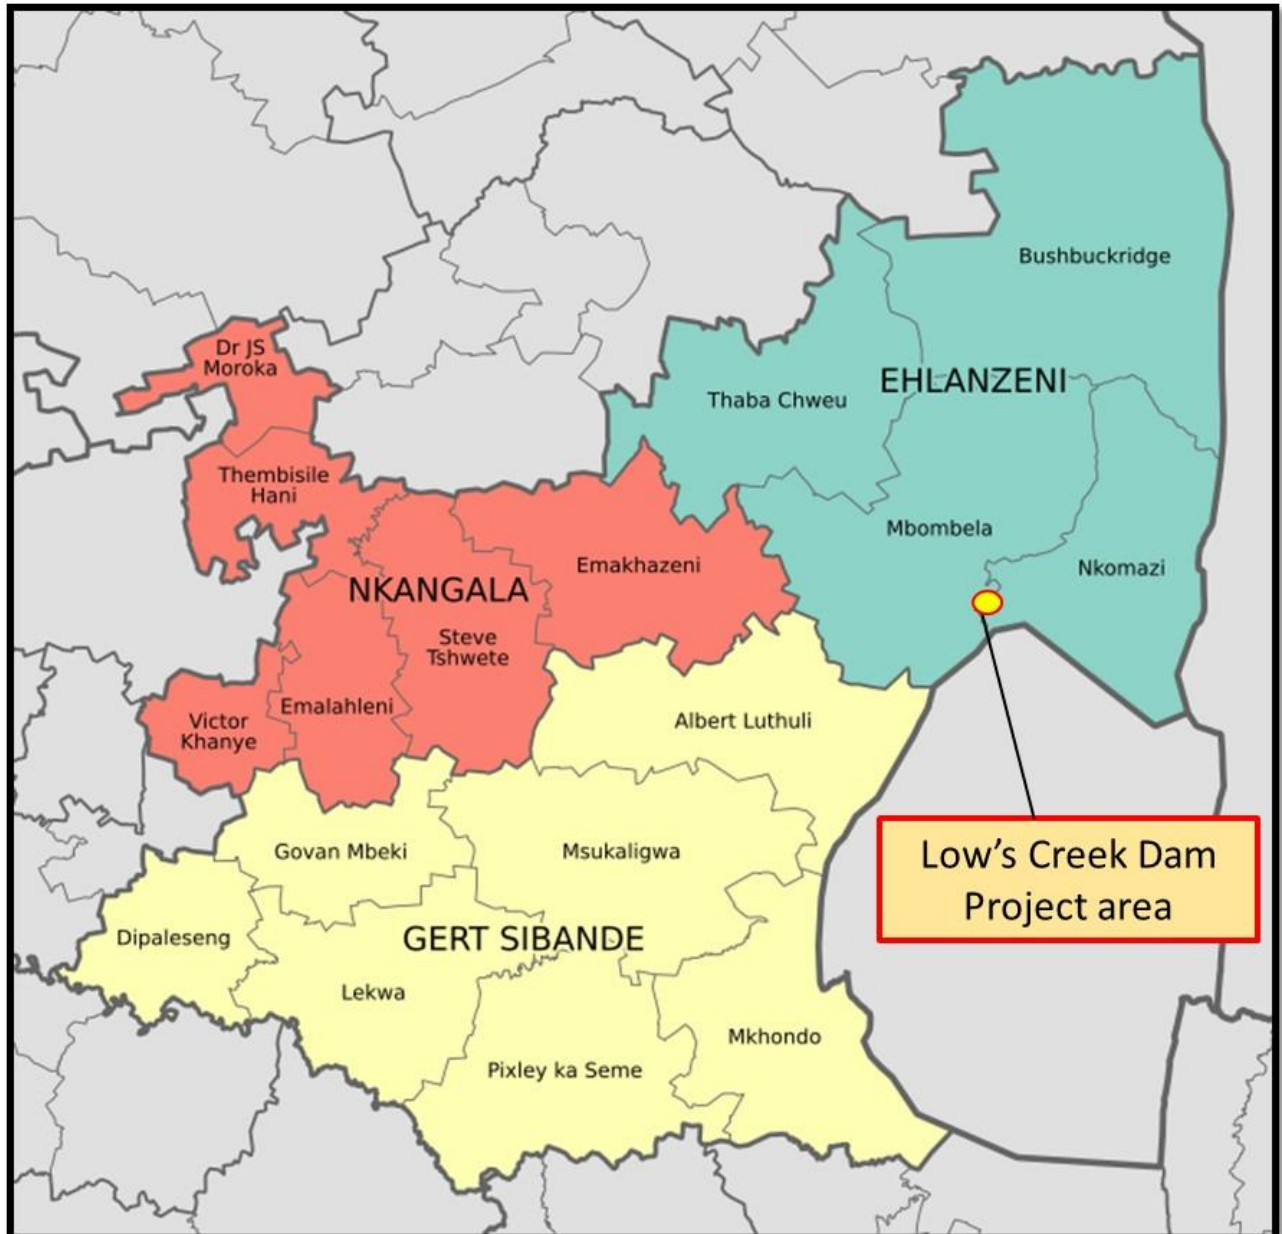 Bushbuckridge
Dr JS
Moroka
EHLANZENI
Thaba Chweu
Thembisile
Hani
Mbombela
Emakhazeni
Nkomazi
NKANGALA
Steve
Tshwete
Emalahleni
Victor
Khanye
Albert Luthuli
Govan Mbeki
Msukaligwa
Low’s Creek Dam
Project area
Dipaleseng
GERT SIBANDE
Lekwa
Mkhondo
Pixley ka Seme